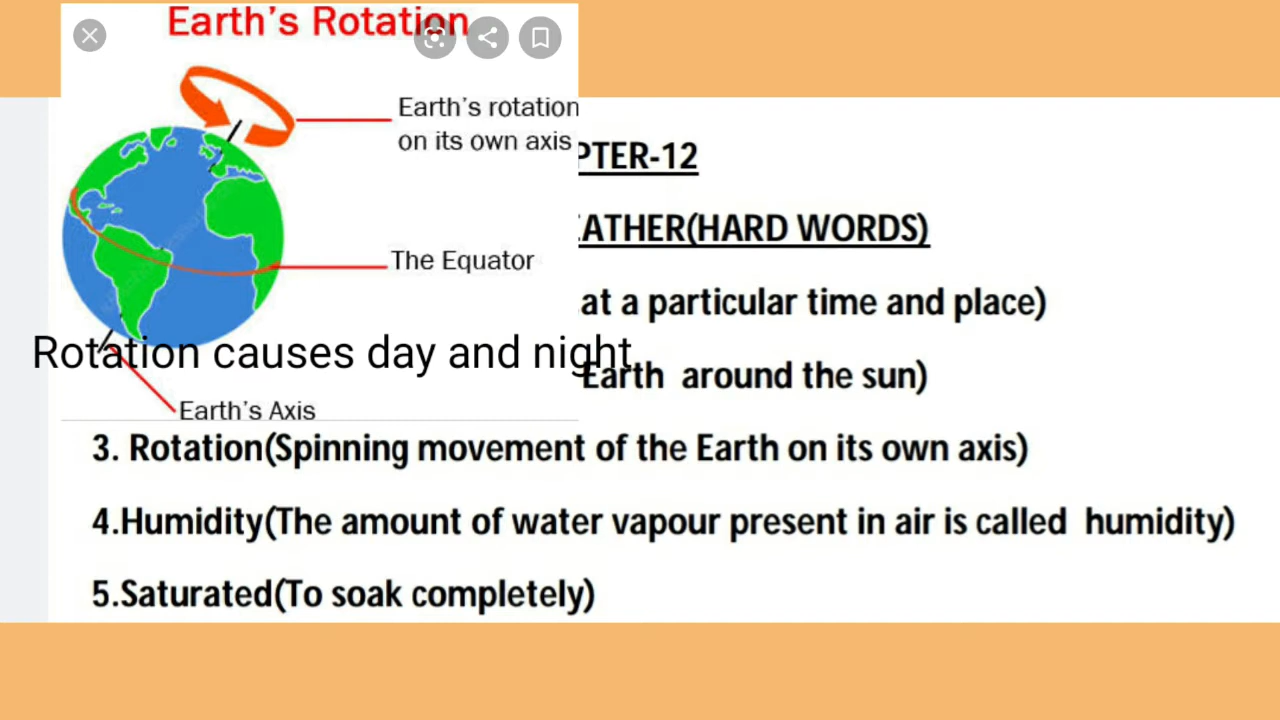 Earth's Rotation
Earth's rotation
on its own axis
The Equator
Rotation causes day and night
Earth's Axis
PTER-12
EATHER(HARD WORDS)
at a particular time and place)
Earth around the sun)
3. Rotation(Spinning movement of the Earth on its own axis)
4.Humidity(The amount of water vapour present in air is called humidity)
5.Saturated(To soak completely)